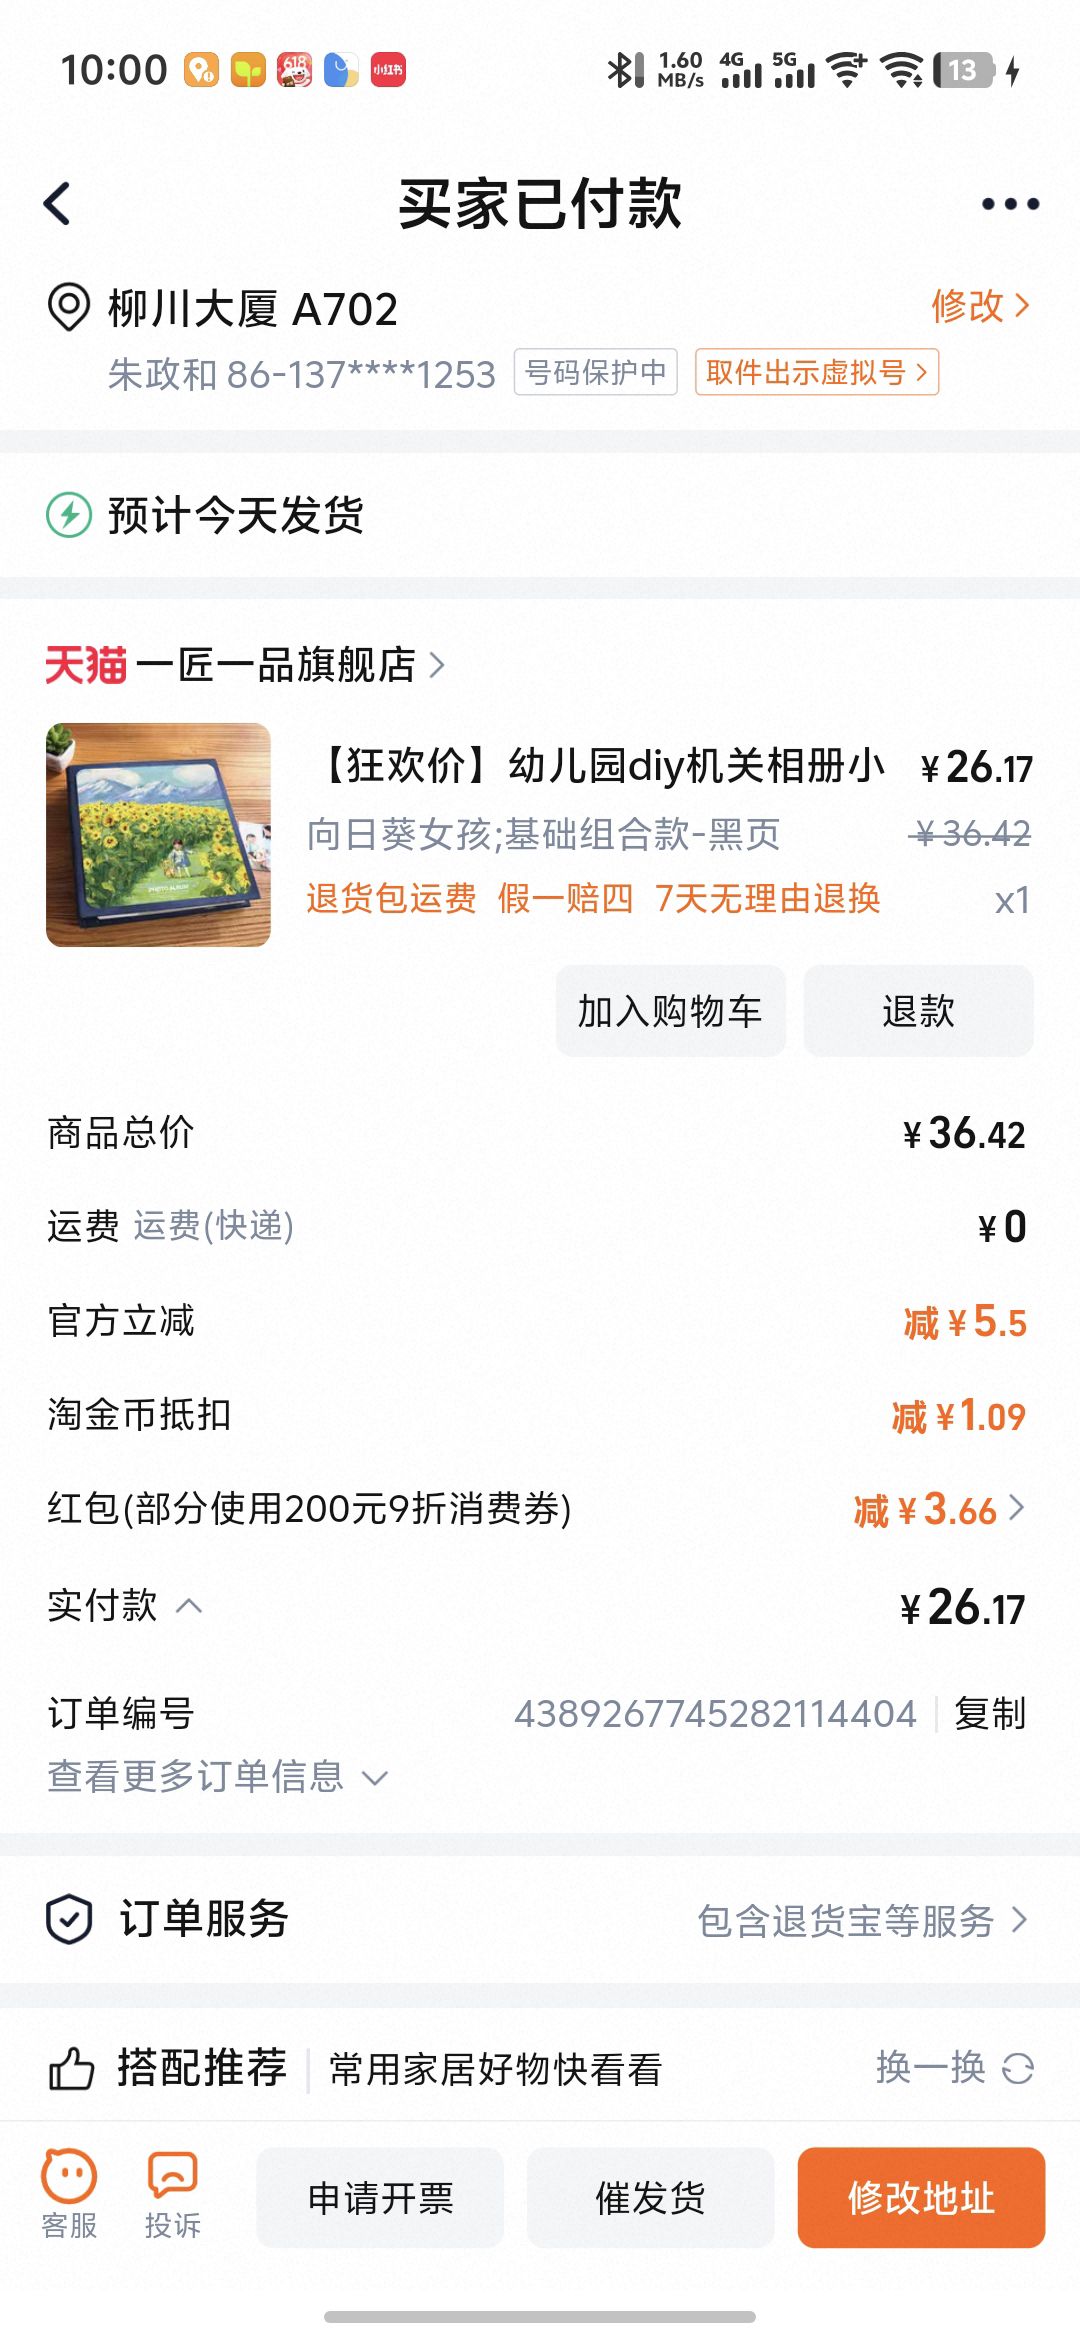 10:00
618
小红书
1.60 MB/s
4G
5G
13
买家已付款
柳川大厦 A702
修改
朱政和 86-137****1253
号码保护中
取件出示虚拟号
预计今天发货
天猫 一匠一品旗舰店
【狂欢价】幼儿园diy机关相册小
¥26.17
向日葵女孩;基础组合款-黑页
¥36.42
退货包运费 假一赔四 7天无理由退换
x1
PHOTO ALBUM
加入购物车
退款
商品总价
¥36.42
运费 运费(快递)
¥0
官方立减
减¥5.5
淘金币抵扣
减¥1.09
红包(部分使用200元9折消费券)
减¥3.66
实付款
¥26.17
订单编号
4389267745282114404
复制
查看更多订单信息
订单服务
包含退货宝等服务
搭配推荐
常用家居好物快看看
换一换
客服
投诉
申请开票
催发货
修改地址